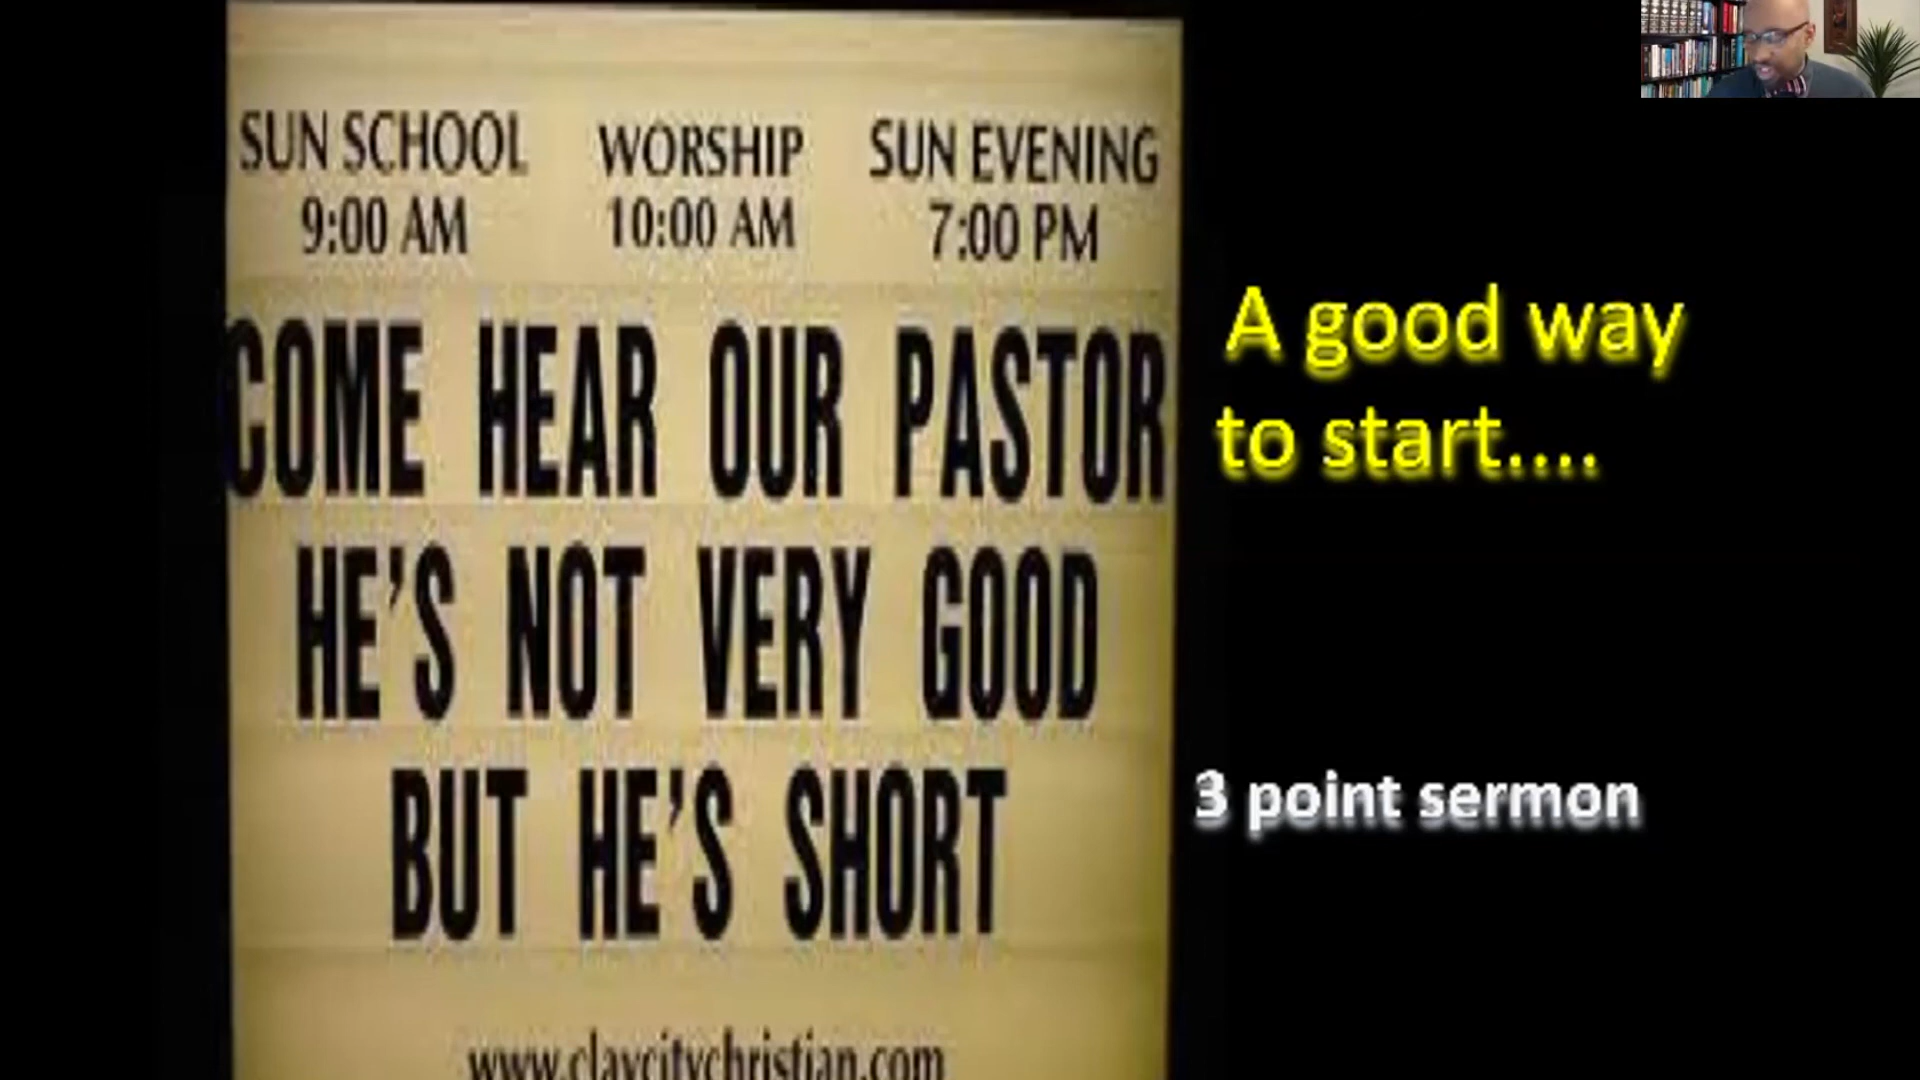 SUN SCHOOL WORSHIP SUN EVENING
9:00 AM 10:00 AM 7:00 PM
COME HEAR OUR PASTOR
HE'S NOT VERY GOOD
BUT HE'S SHORT
www.claycitychristian.com
A good way
to start....
3 point sermon